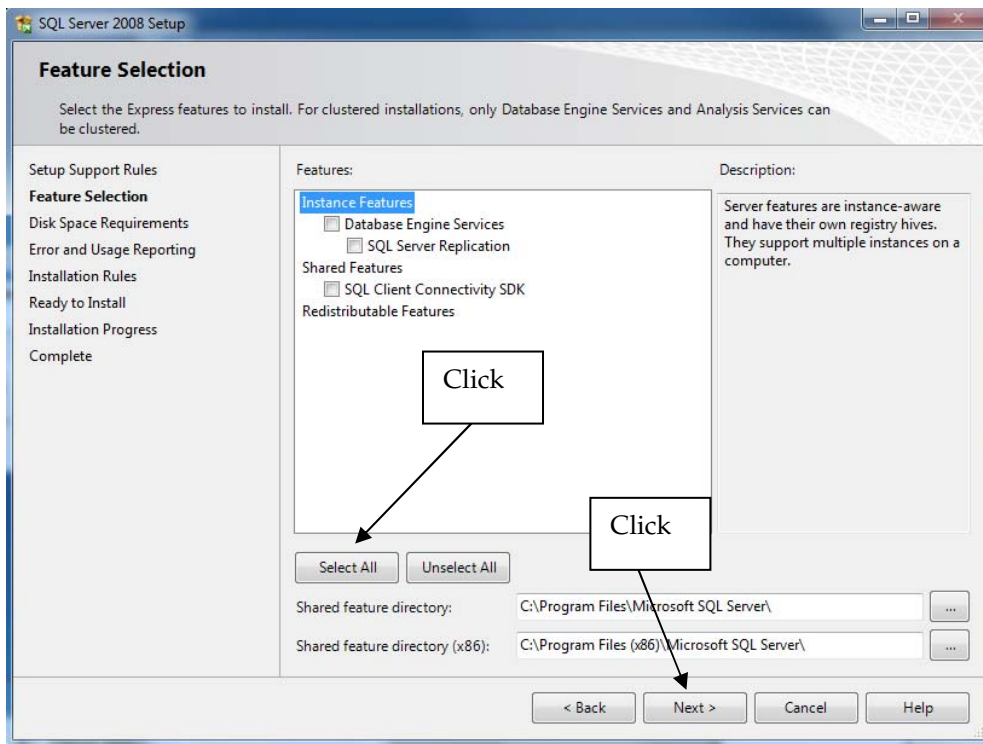 SQL Server 2008 Setup
Feature Selection
Select the Express features to install. For clustered installations, only Database Engine Services and Analysis Services can
be clustered.
Setup Support Rules
Feature Selection
Disk Space Requirements
Error and Usage Reporting
Installation Rules
Ready to Install
Installation Progress
Complete
Features:
Instance Features
Database Engine Services
SQL Server Replication
Shared Features
SQL Client Connectivity SDK
Redistributable Features
Click
Click
Select All
Unselect All
Shared feature directory:
C:\Program Files\Microsoft SQL Server\
...
Shared feature directory (x86):
C:\Program Files (x86)\Microsoft SQL Server\
...
Description:
Server features are instance-aware
and have their own registry hives.
They support multiple instances on a
computer.
< Back
Next >
Cancel
Help